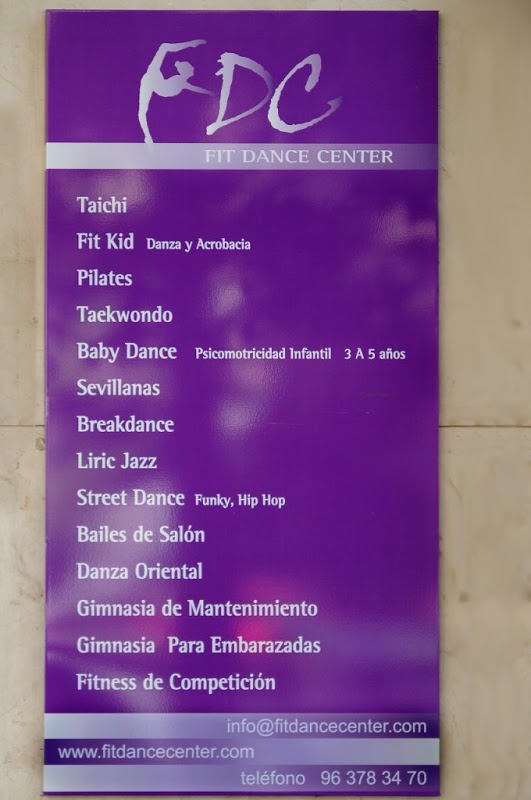 FDC
FIT DANCE CENTER
Taichi
Fit Kid Danza y Acrobacia
Pilates
Taekwondo
Baby Dance Psicomotricidad Infantil 3 A 5 años
Sevillanas
Breakdance
Liric Jazz
Street Dance Funky, Hip Hop
Bailes de Salón
Danza Oriental
Gimnasia de Mantenimiento
Gimnasia Para Embarazadas
Fitness de Competición
info@fitdancecenter.com
www.fitdancecenter.com
teléfono 96 378 34 70